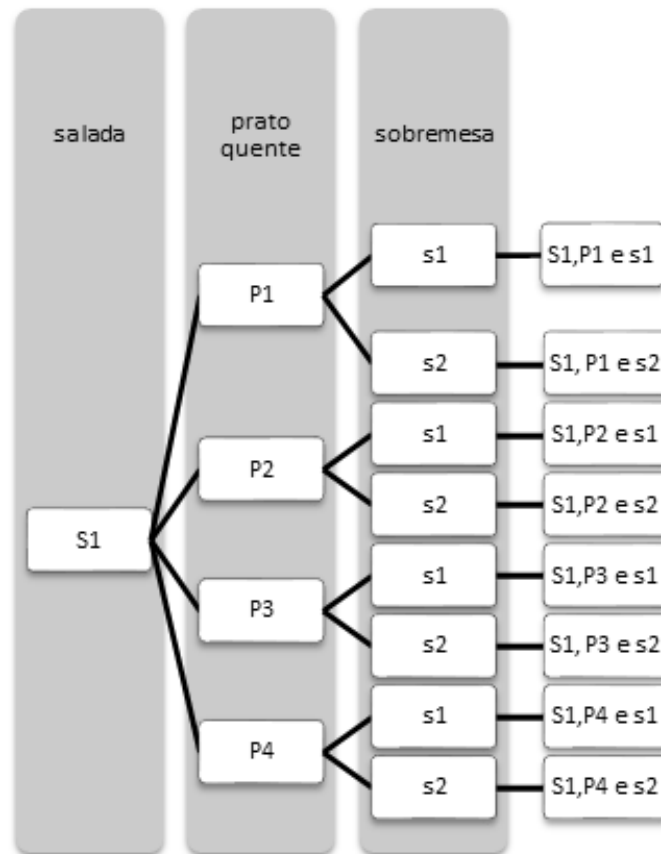 salada
prato
quente
sobremesa
s1
S1,P1 e s1
P1
s2
S1, P1 e s2
s1
S1,P2 e s1
P2
s2
S1,P2 e s2
S1
s1
S1,P3 e s1
P3
s2
S1, P3 e s2
s1
S1,P4 e s1
P4
s2
S1,P4 e s2